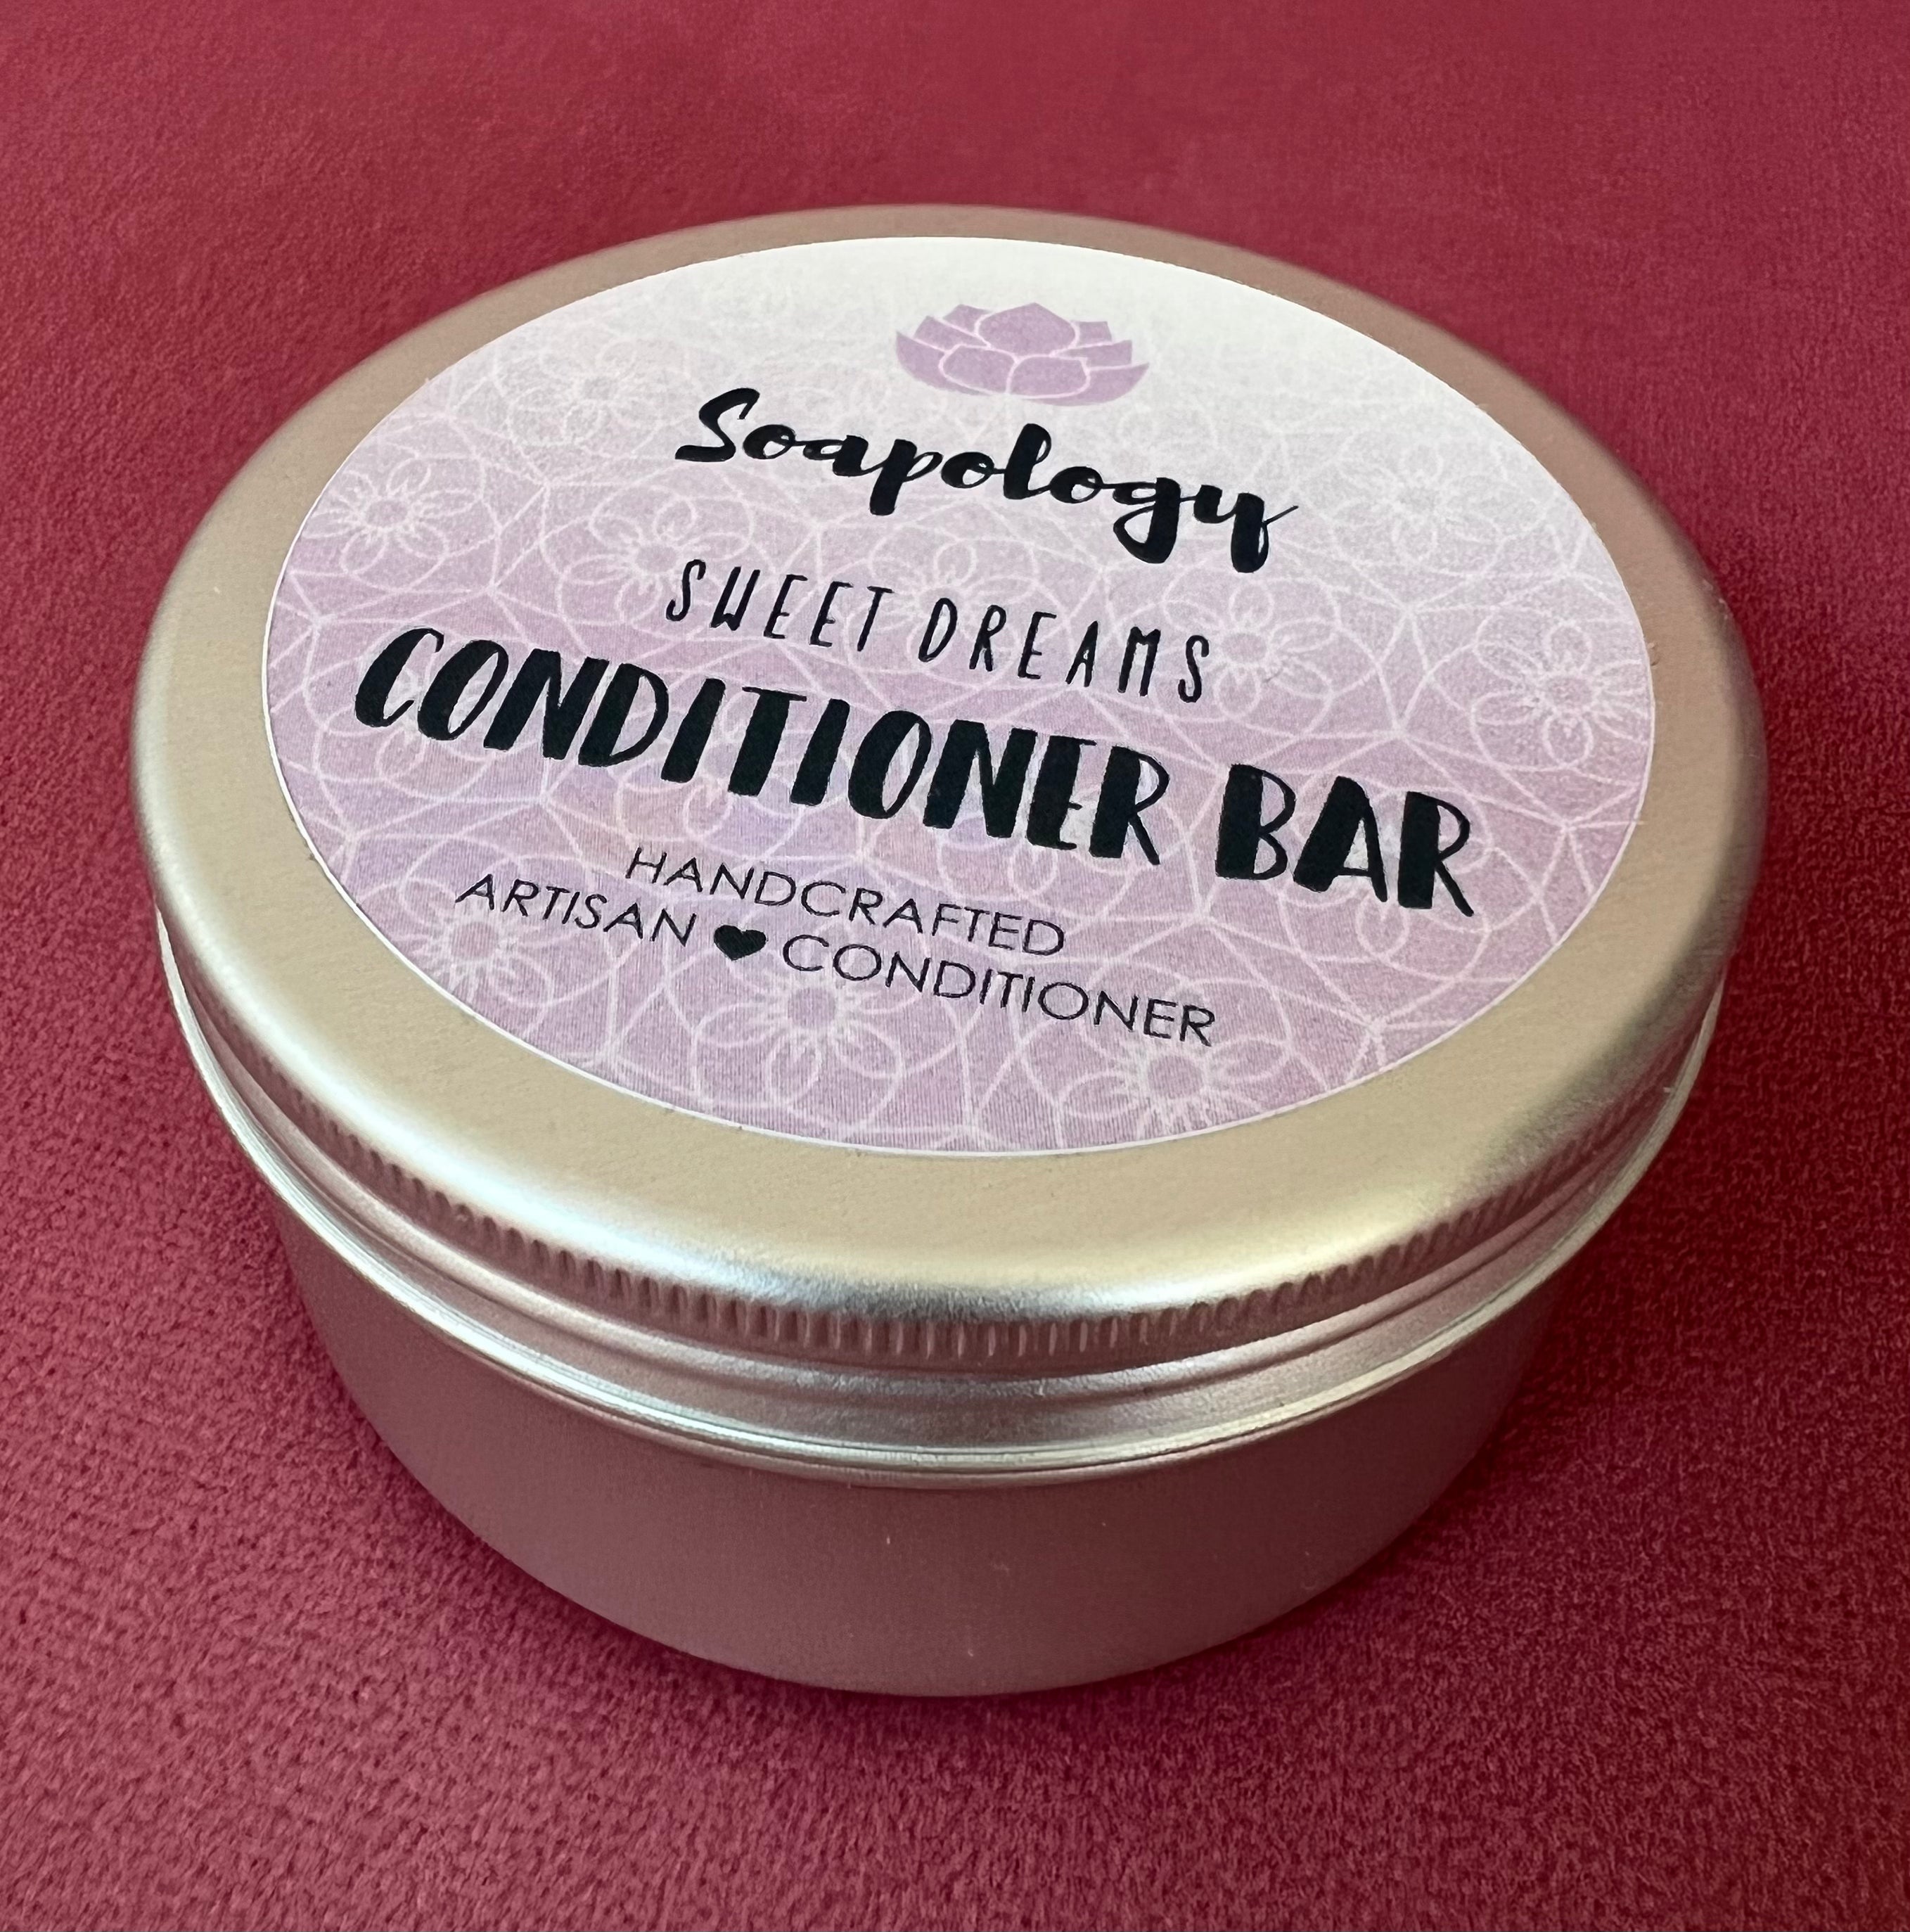 Soapology
SWEET DREAMS
CONDITIONER BAR
HANDCRAFTED
ARTISAN ♥ CONDITIONER